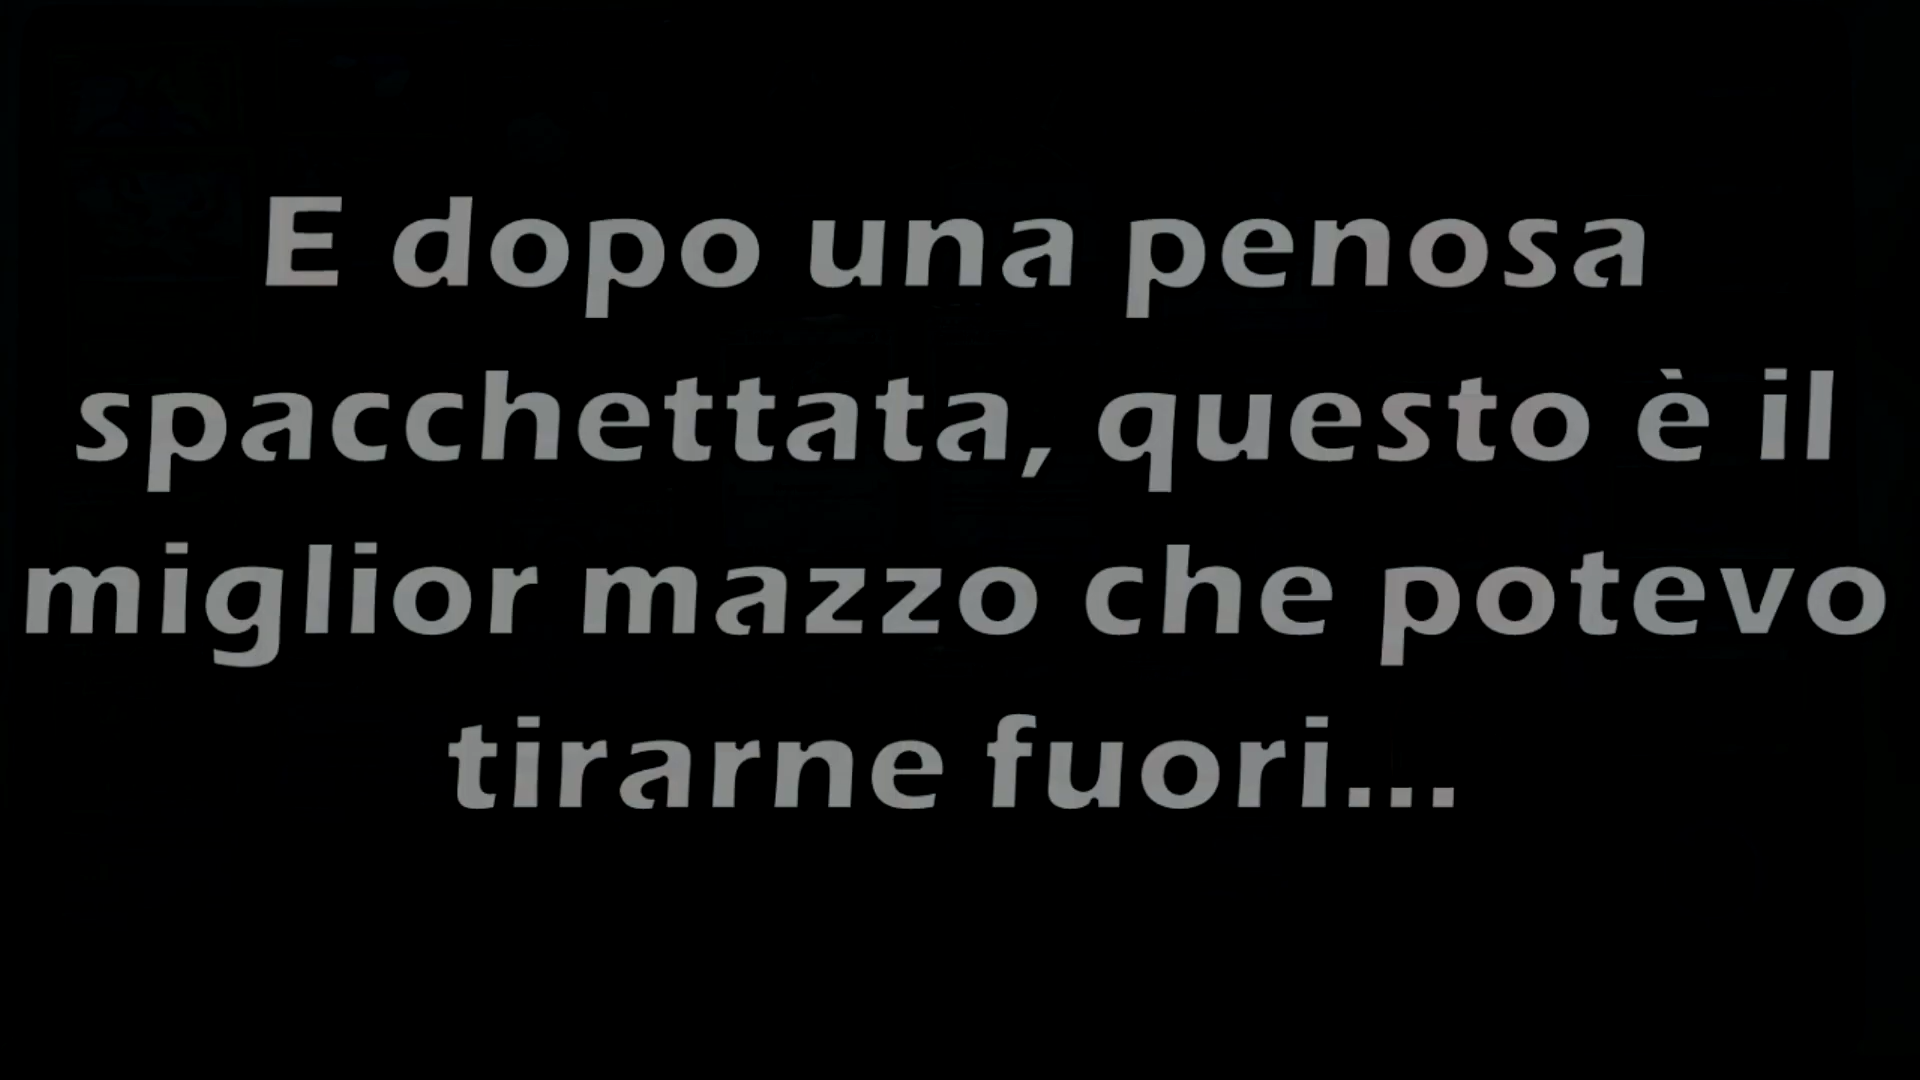 E dopo una penosa
spacchettata, questo è il
miglior mazzo che potevo
tirarne fuori...